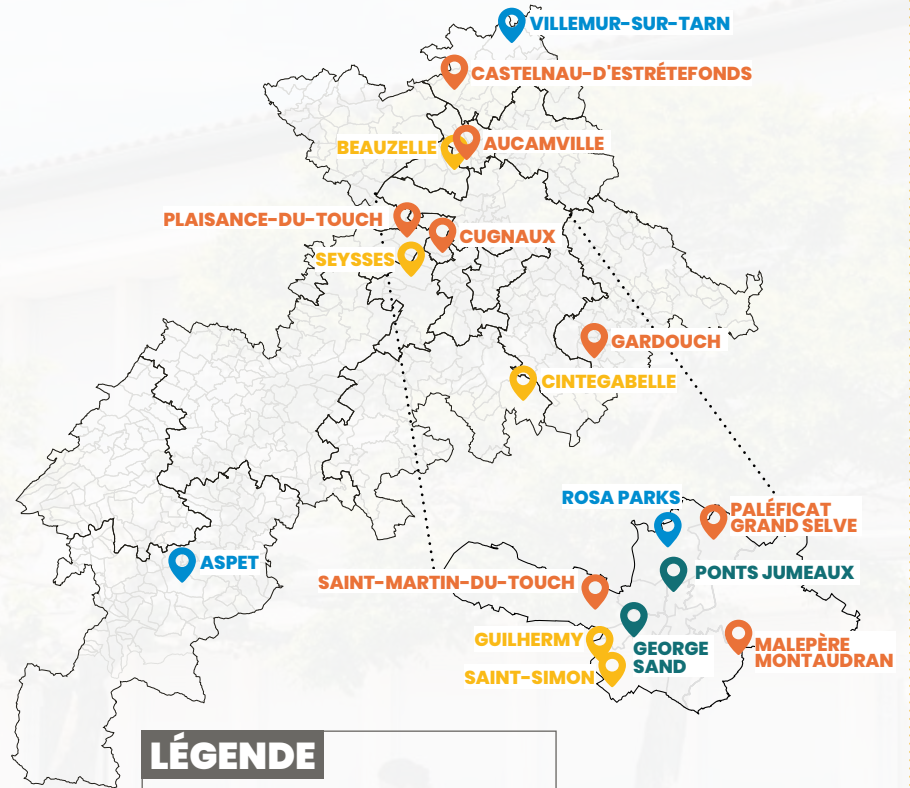 VILLEMUR-SUR-TARN
CASTELNAU-D'ESTRÉTEFONDS
BEAUZELLE
AUCAMVILLE
PLAISANCE-DU-TOUCH
CUGNAUX
SEYSSES
GARDOUCH
CINTEGABELLE
ROSA PARKS
PALÉFICAT
GRAND SELVE
ASPET
PONTS JUMEAUX
SAINT-MARTIN-DU-TOUCH
GUILHERMY
GEORGE
SAND
MALEPÈRE
MONTAUDRAN
SAINT-SIMON
LÉGENDE